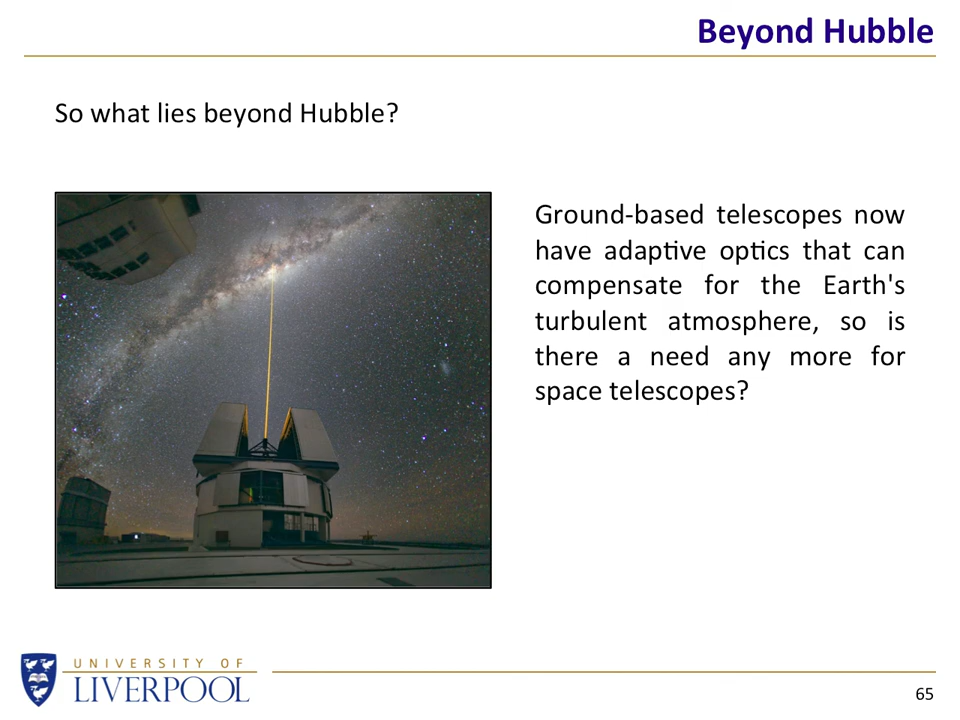 Beyond Hubble
So what lies beyond Hubble?
Ground-based telescopes now
have adaptive optics that can
compensate for the Earth's
turbulent atmosphere, so is
there a need any more for
space telescopes?
UNIVERSITY OF
LIVERPOOL
65